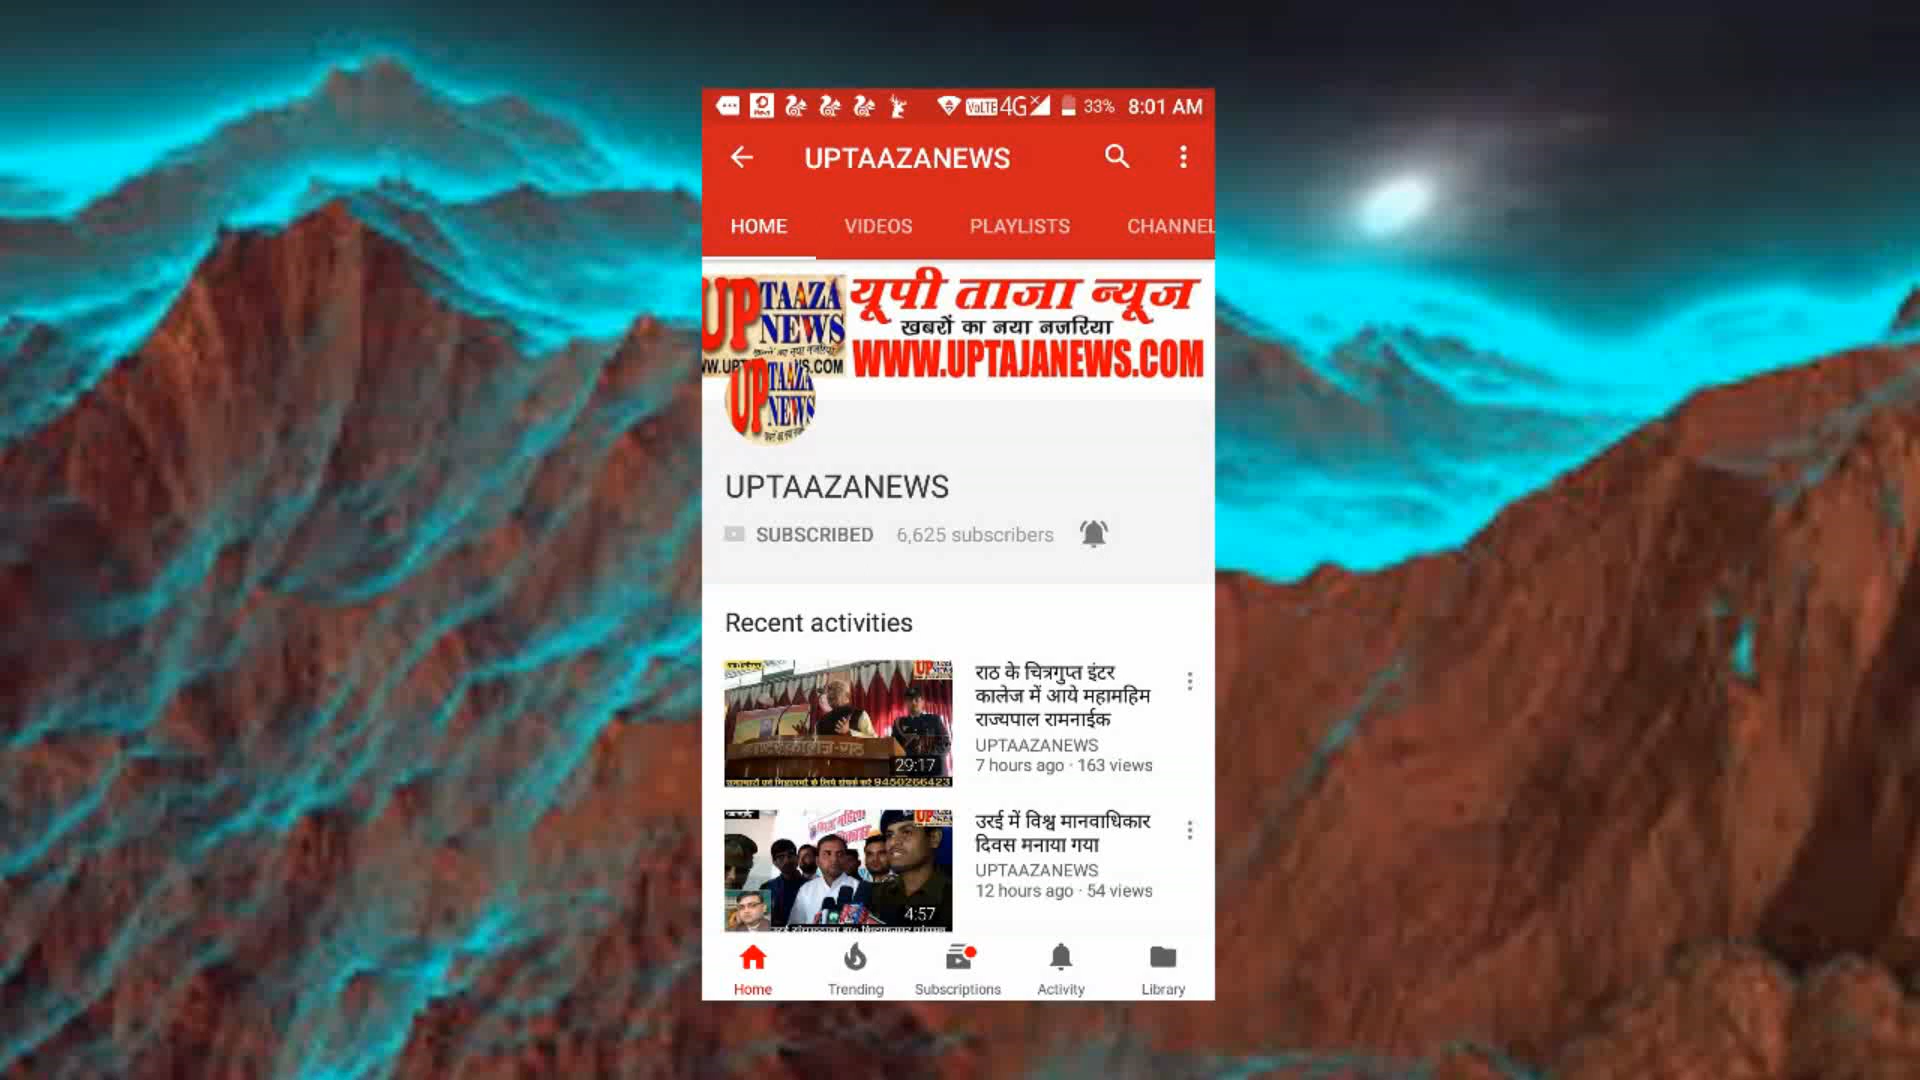 VoLTE 4G 33% 8:01 AM
UPTAAZANEWS
HOME VIDEOS PLAYLISTS CHANNEL
UP TAAZA NEWS
यूपी ताजा न्यूज
खबरों का नया नजरिया
WWW.UPTAJANEWS.COM
UP TAAZA NEWS
UPTAAZANEWS
SUBSCRIBED 6,625 subscribers
Recent activities
राठ के चित्रगुप्त इंटर
कालेज में आये महामहिम
राज्यपाल रामनाईक
UPTAAZANEWS
7 hours ago · 163 views
29:17
उरई में विश्व मानवाधिकार
दिवस मनाया गया
UPTAAZANEWS
12 hours ago · 54 views
4:57
Home Trending Subscriptions Activity Library